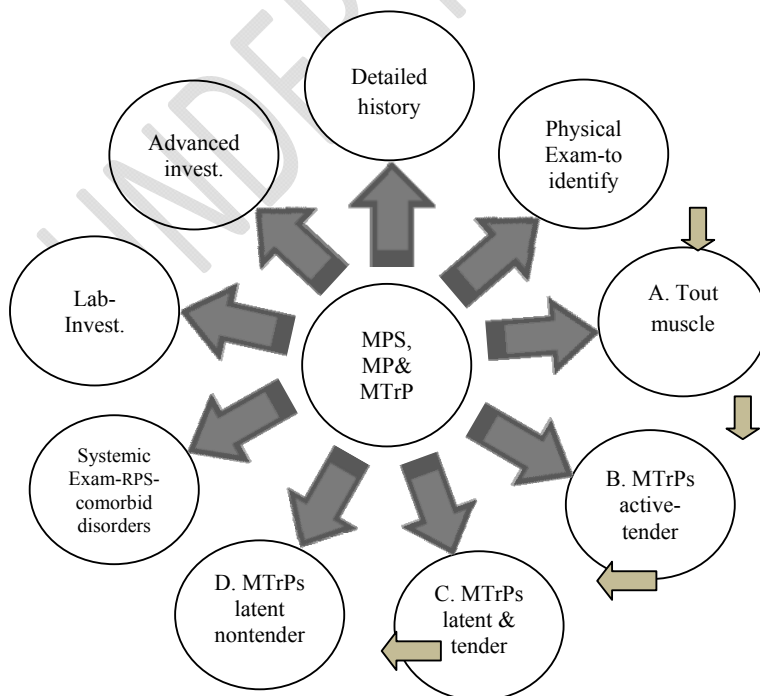 Detailed
history
Physical
Exam-to
identify
A. Tout
muscle
B. MTrPs
active-
tender
C. MTrPs
latent &
tender
D. MTrPs
latent
nontender
Systemic
Exam-RPS-
comorbid
disorders
Lab-
Invest.
Advanced
invest.
MPS,
MP&
MTrP
UNDER